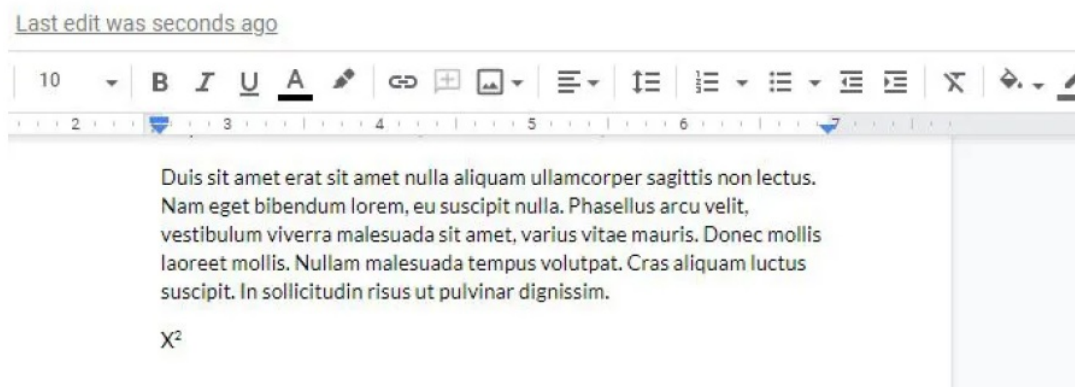 Last edit was seconds ago
10 B I U A
2 3 4 5 6 7
Duis sit amet erat sit amet nulla aliquam ullamcorper sagittis non lectus.
Nam eget bibendum lorem, eu suscipit nulla. Phasellus arcu velit,
vestibulum viverra malesuada sit amet, varius vitae mauris. Donec mollis
laoreet mollis. Nullam malesuada tempus volutpat. Cras aliquam luctus
suscipit. In sollicitudin risus ut pulvinar dignissim.
X²